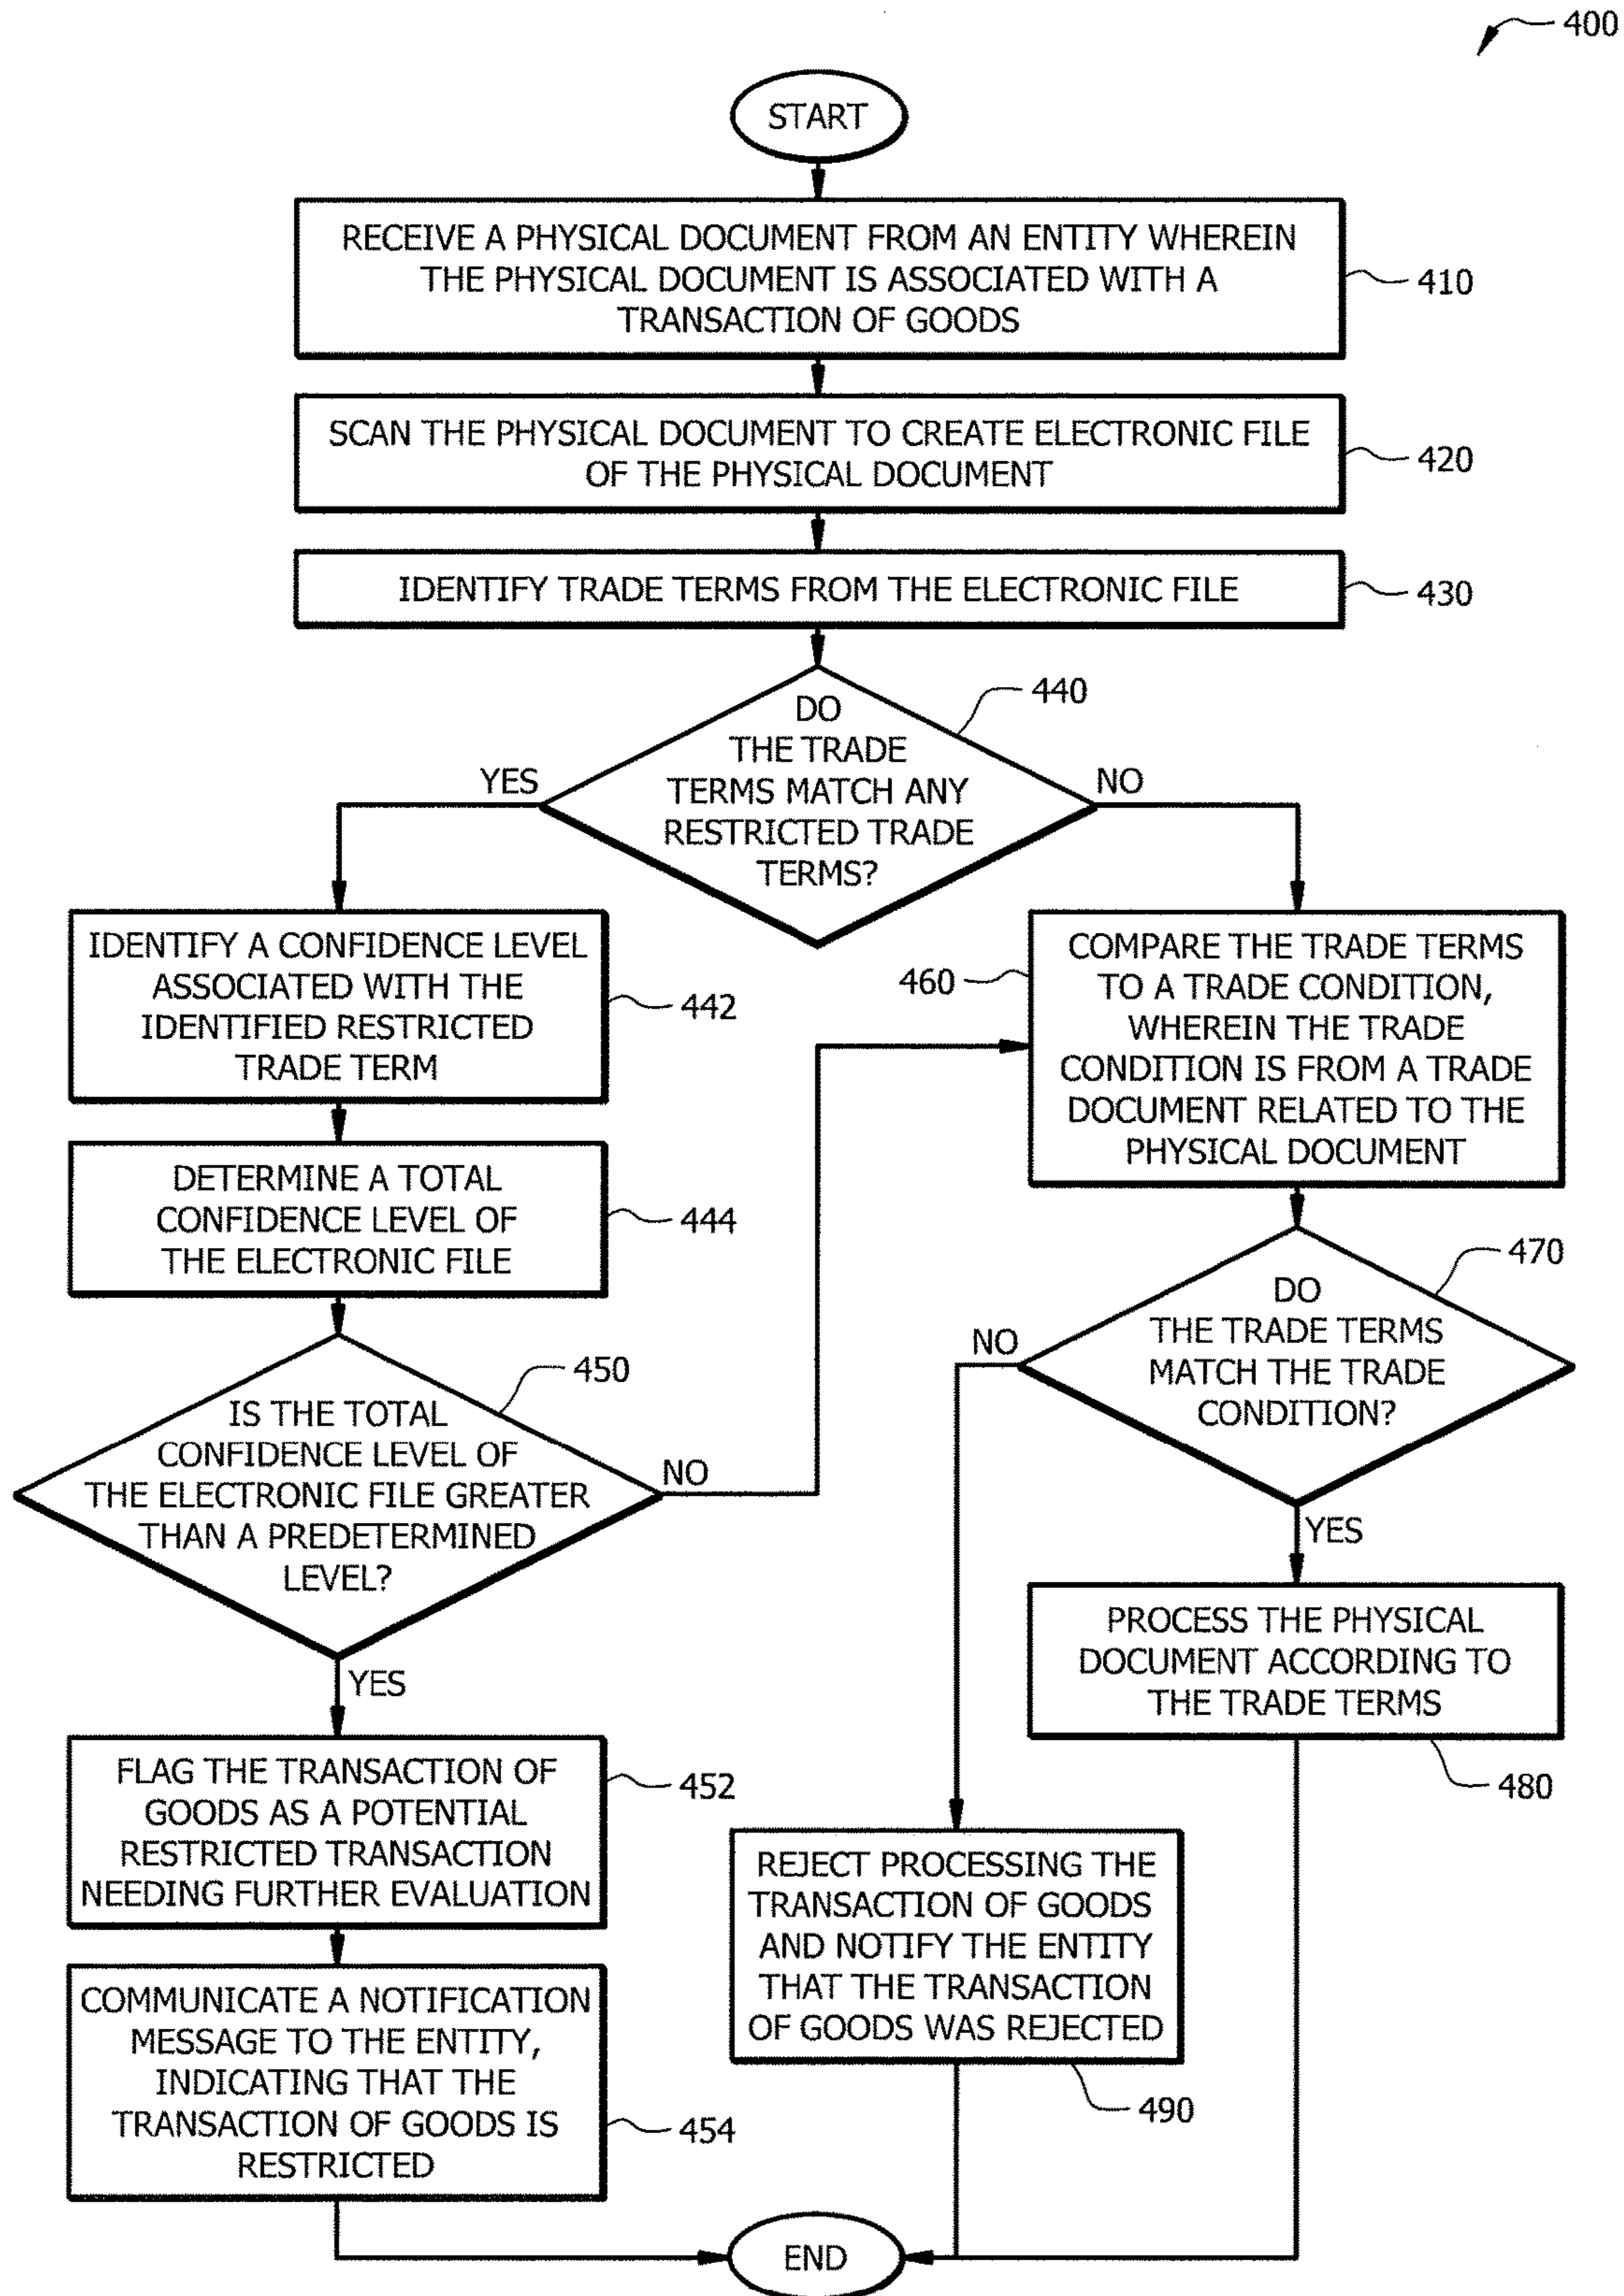 400
START
RECEIVE A PHYSICAL DOCUMENT FROM AN ENTITY WHEREIN
THE PHYSICAL DOCUMENT IS ASSOCIATED WITH A
TRANSACTION OF GOODS
410
SCAN THE PHYSICAL DOCUMENT TO CREATE ELECTRONIC FILE
OF THE PHYSICAL DOCUMENT
420
IDENTIFY TRADE TERMS FROM THE ELECTRONIC FILE
430
DO
THE TRADE
TERMS MATCH ANY
RESTRICTED TRADE
TERMS?
440
YES
NO
IDENTIFY A CONFIDENCE LEVEL
ASSOCIATED WITH THE
IDENTIFIED RESTRICTED
TRADE TERM
442
DETERMINE A TOTAL
CONFIDENCE LEVEL OF
THE ELECTRONIC FILE
444
IS THE TOTAL
CONFIDENCE LEVEL OF
THE ELECTRONIC FILE GREATER
THAN A PREDETERMINED
LEVEL?
450
NO
YES
FLAG THE TRANSACTION OF
GOODS AS A POTENTIAL
RESTRICTED TRANSACTION
NEEDING FURTHER EVALUATION
452
COMMUNICATE A NOTIFICATION
MESSAGE TO THE ENTITY,
INDICATING THAT THE
TRANSACTION OF GOODS IS
RESTRICTED
454
COMPARE THE TRADE TERMS
TO A TRADE CONDITION,
WHEREIN THE TRADE
CONDITION IS FROM A TRADE
DOCUMENT RELATED TO THE
PHYSICAL DOCUMENT
460
DO
THE TRADE TERMS
MATCH THE TRADE
CONDITION?
470
NO
YES
PROCESS THE PHYSICAL
DOCUMENT ACCORDING TO
THE TRADE TERMS
480
REJECT PROCESSING THE
TRANSACTION OF GOODS
AND NOTIFY THE ENTITY
THAT THE TRANSACTION
OF GOODS WAS REJECTED
490
END